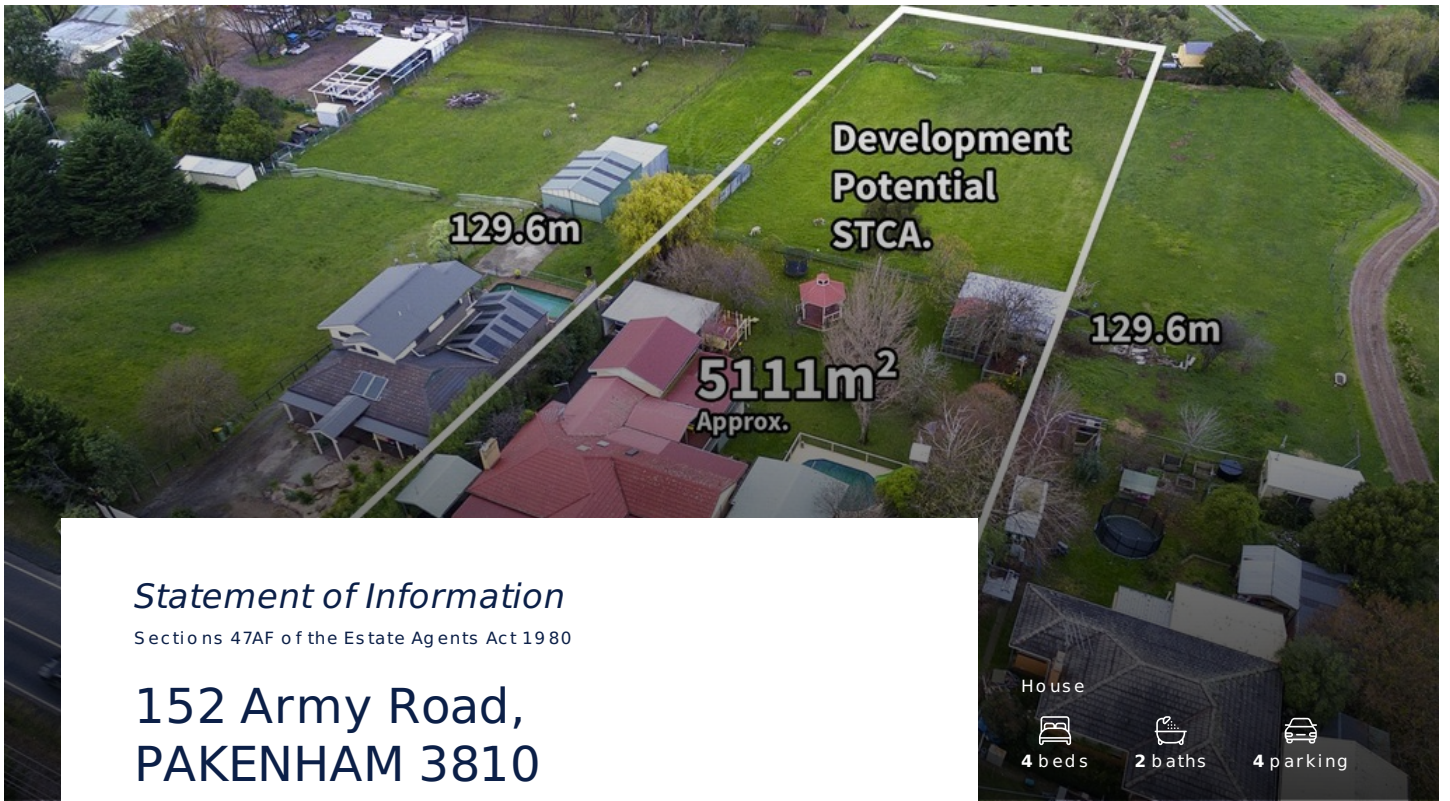 Development
Potential
STCA.
129.6m
129.6m
5111m²
Approx.
Statement of Information
Sections 47AF of the Estate Agents Act 1980
152 Army Road,
PAKENHAM 3810
House
4 beds 2 baths 4 parking